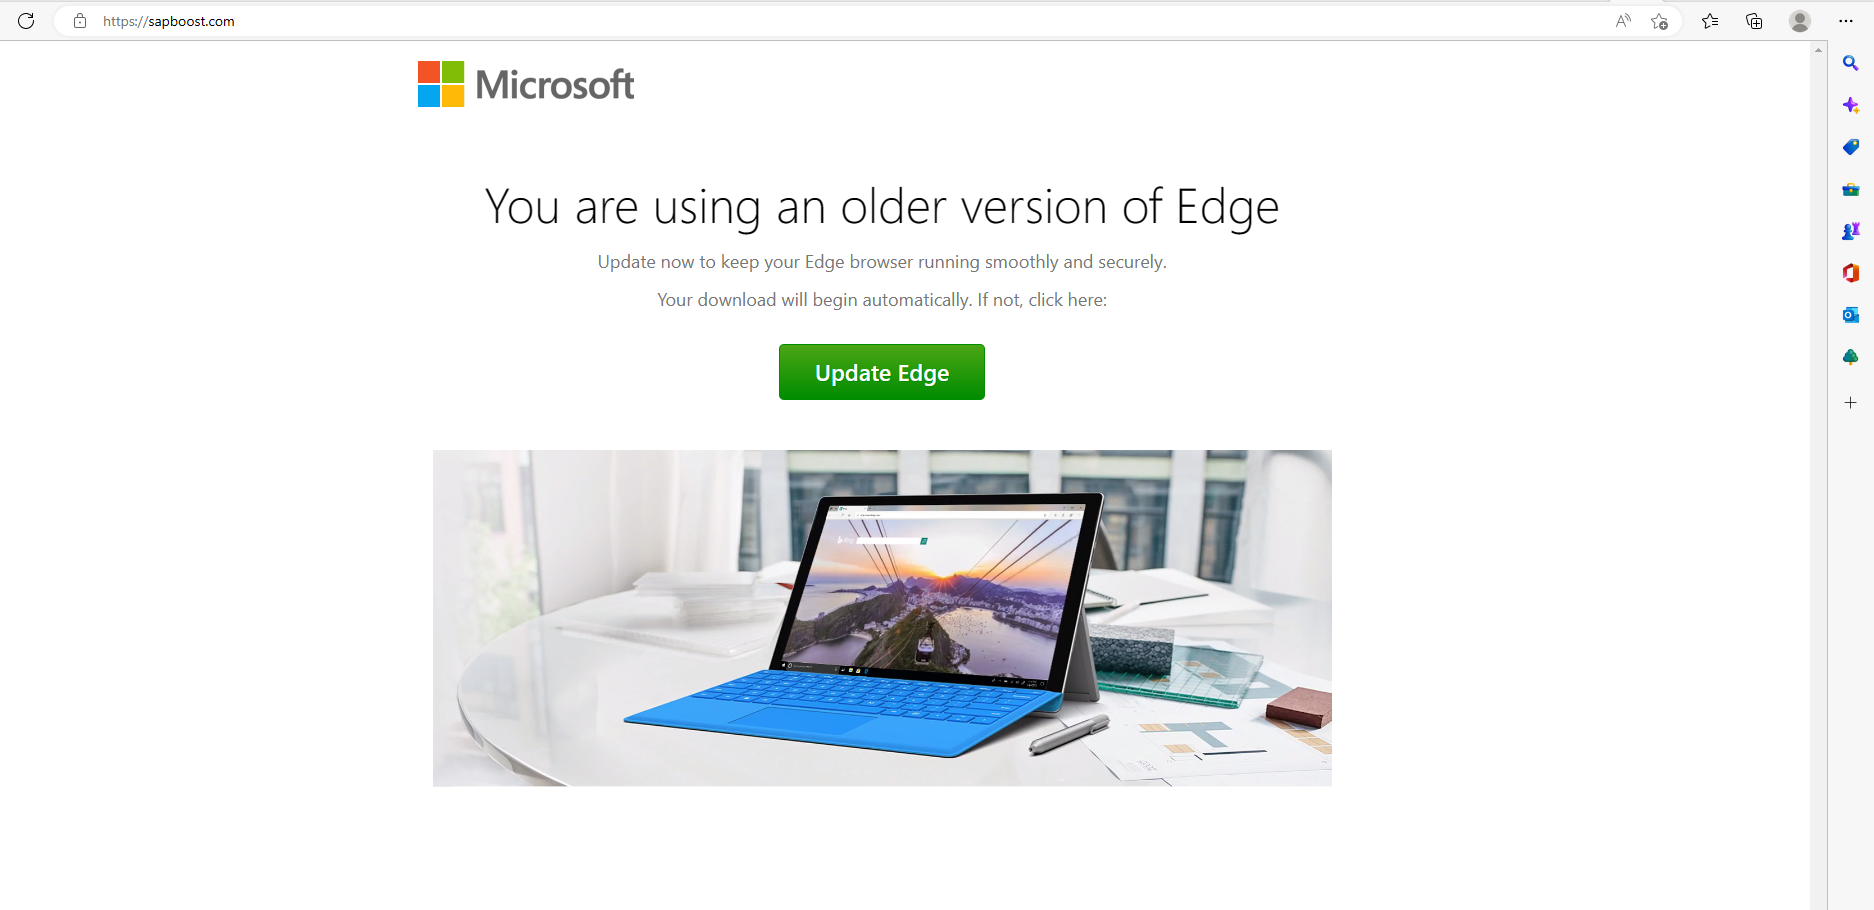 https://sapboost.com
Microsoft
You are using an older version of Edge
Update now to keep your Edge browser running smoothly and securely.
Your download will begin automatically. If not, click here:
Update Edge